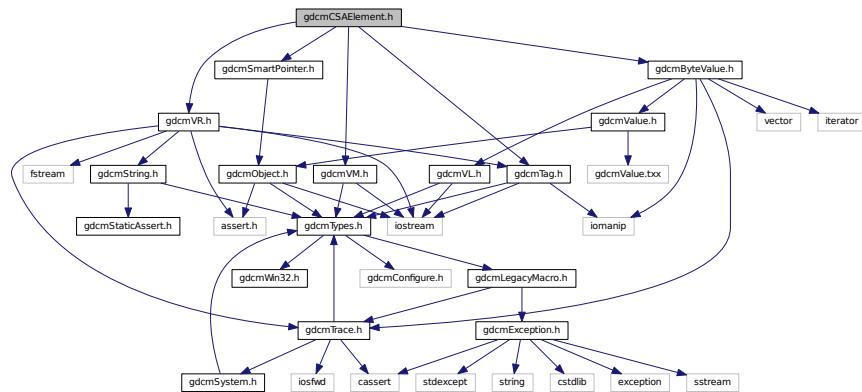 gdcmCSAElement.h
gdcmSmartPointer.h
gdcmByteValue.h
gdcmVR.h
gdcmValue.h
vector
iterator
fstream
gdcmString.h
gdcmObject.h
gdcmVM.h
gdcmVL.h
gdcmTag.h
gdcmValue.txx
gdcmStaticAssert.h
assert.h
gdcmTypes.h
iostream
iomanip
gdcmWin32.h
gdcmConfigure.h
gdcmLegacyMacro.h
gdcmTrace.h
gdcmException.h
gdcmSystem.h
iosfwd
cassert
stdexcept
string
cstdlib
exception
sstream